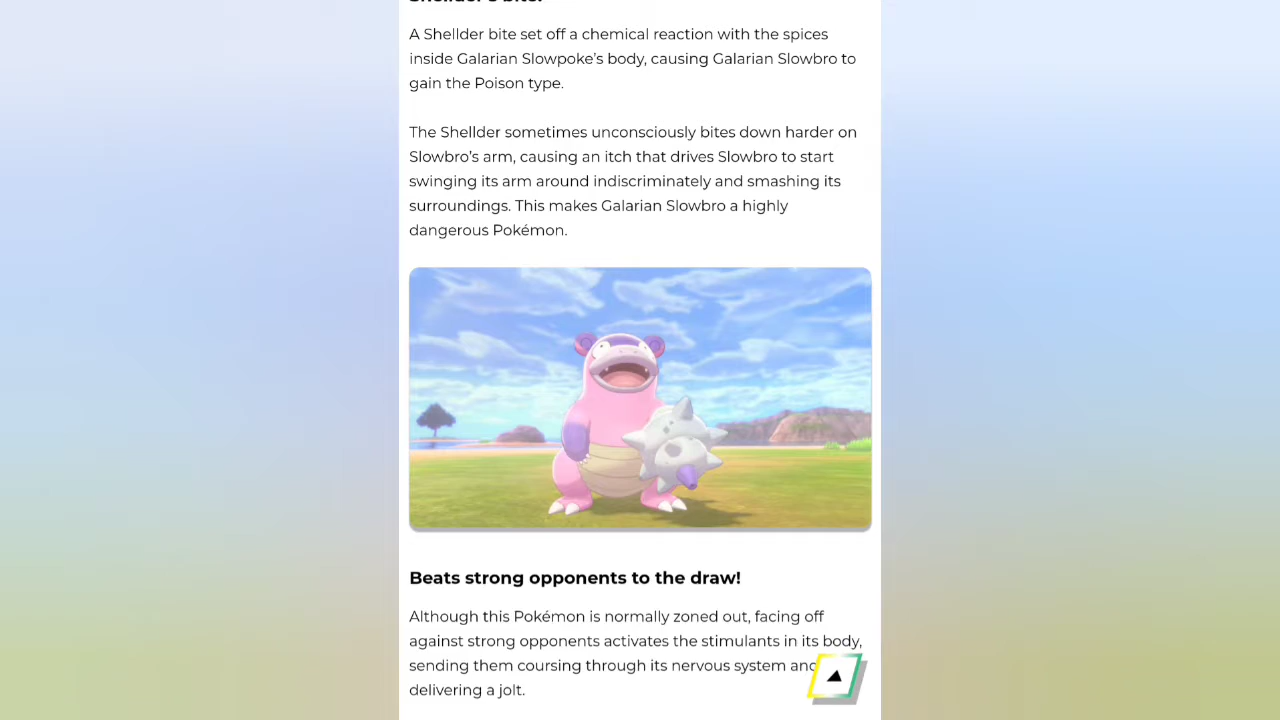 Shellder's bite!
A Shellder bite set off a chemical reaction with the spices
inside Galarian Slowpoke’s body, causing Galarian Slowbro to
gain the Poison type.
The Shellder sometimes unconsciously bites down harder on
Slowbro’s arm, causing an itch that drives Slowbro to start
swinging its arm around indiscriminately and smashing its
surroundings. This makes Galarian Slowbro a highly
dangerous Pokémon.
Beats strong opponents to the draw!
Although this Pokémon is normally zoned out, facing off
against strong opponents activates the stimulants in its body,
sending them coursing through its nervous system and
delivering a jolt.